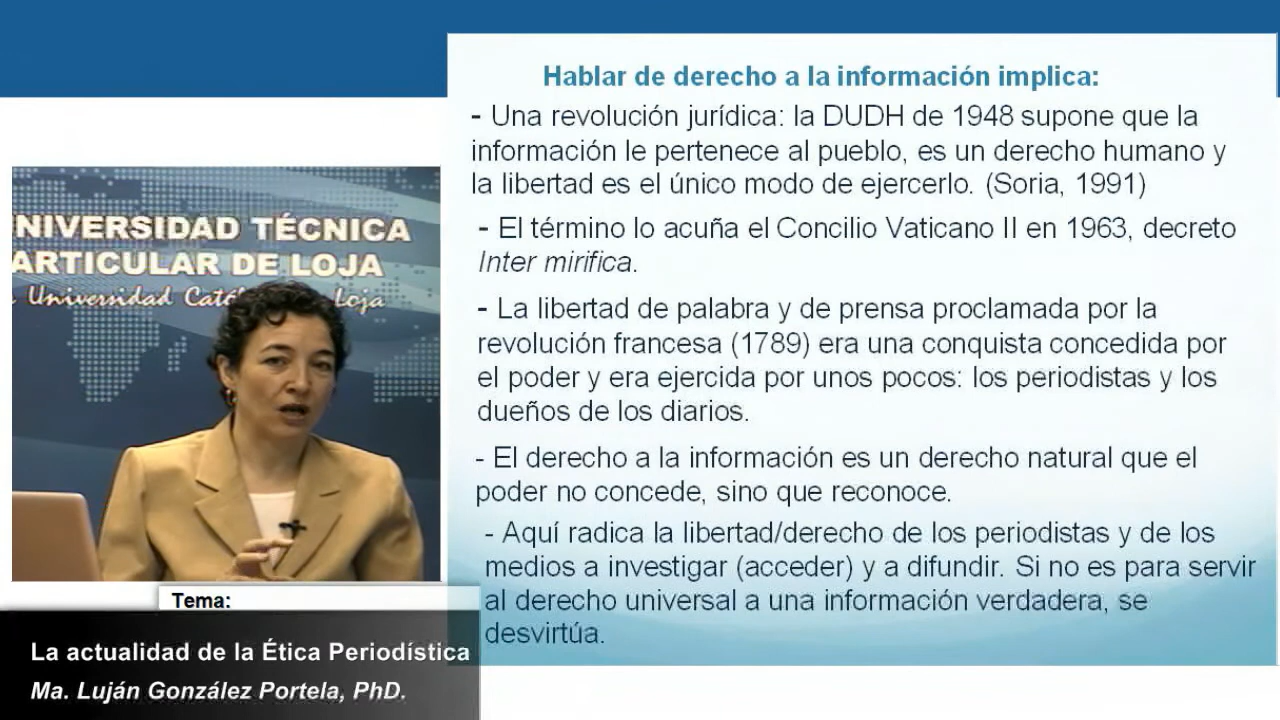 Hablar de derecho a la información implica:
- Una revolución jurídica: la DUDH de 1948 supone que la
información le pertenece al pueblo, es un derecho humano y
la libertad es el único modo de ejercerlo. (Soria, 1991)
- El término lo acuña el Concilio Vaticano II en 1963, decreto
Inter mirifica.
- La libertad de palabra y de prensa proclamada por la
revolución francesa (1789) era una conquista concedida por
el poder y era ejercida por unos pocos: los periodistas y los
dueños de los diarios.
- El derecho a la información es un derecho natural que el
poder no concede, sino que reconoce.
- Aquí radica la libertad/derecho de los periodistas y de los
medios a investigar (acceder) y a difundir. Si no es para servir
al derecho universal a una información verdadera, se
desvirtúa.
NIVERSIDAD TÉCNICA
ARTICULAR DE LOJA
Universidad Cató Loja
Tema:
La actualidad de la Ética Periodística
Ma. Luján González Portela, PhD.